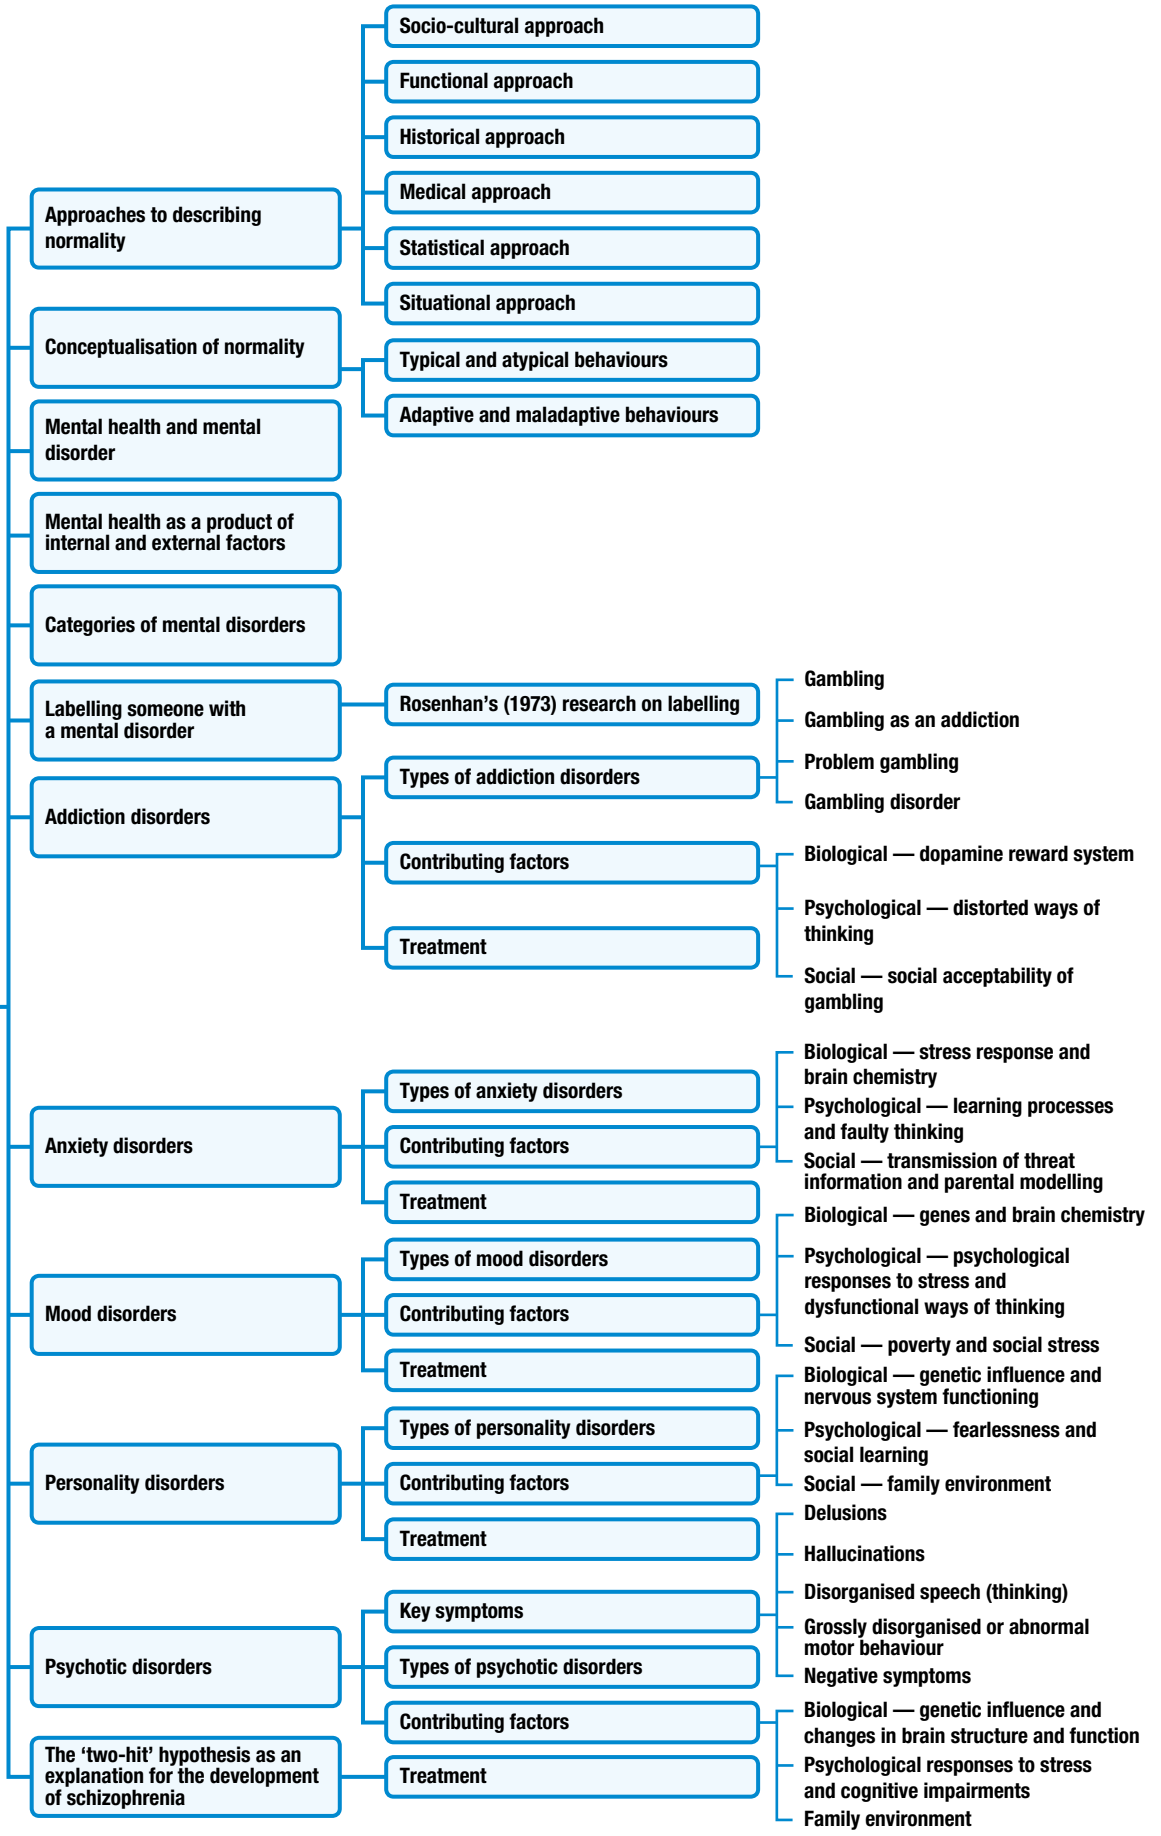 Socio-cultural approach
Functional approach
Historical approach
Medical approach
Approaches to describing
normality
Statistical approach
Situational approach
Conceptualisation of normality
Typical and atypical behaviours
Adaptive and maladaptive behaviours
Mental health and mental
disorder
Mental health as a product of
internal and external factors
Categories of mental disorders
Labelling someone with
a mental disorder
Rosenhan’s (1973) research on labelling
Addiction disorders
Types of addiction disorders
Gambling
Gambling as an addiction
Problem gambling
Gambling disorder
Contributing factors
Biological — dopamine reward system
Psychological — distorted ways of
thinking
Social — social acceptability of
gambling
Treatment
Anxiety disorders
Types of anxiety disorders
Contributing factors
Biological — stress response and
brain chemistry
Psychological — learning processes
and faulty thinking
Social — transmission of threat
information and parental modelling
Treatment
Mood disorders
Types of mood disorders
Contributing factors
Biological — genes and brain chemistry
Psychological — psychological
responses to stress and
dysfunctional ways of thinking
Social — poverty and social stress
Treatment
Personality disorders
Types of personality disorders
Contributing factors
Biological — genetic influence and
nervous system functioning
Psychological — fearlessness and
social learning
Social — family environment
Treatment
Psychotic disorders
Key symptoms
Delusions
Hallucinations
Disorganised speech (thinking)
Grossly disorganised or abnormal
motor behaviour
Negative symptoms
Types of psychotic disorders
Contributing factors
Biological — genetic influence and
changes in brain structure and function
Psychological responses to stress
and cognitive impairments
Family environment
The ‘two-hit’ hypothesis as an
explanation for the development
of schizophrenia
Treatment